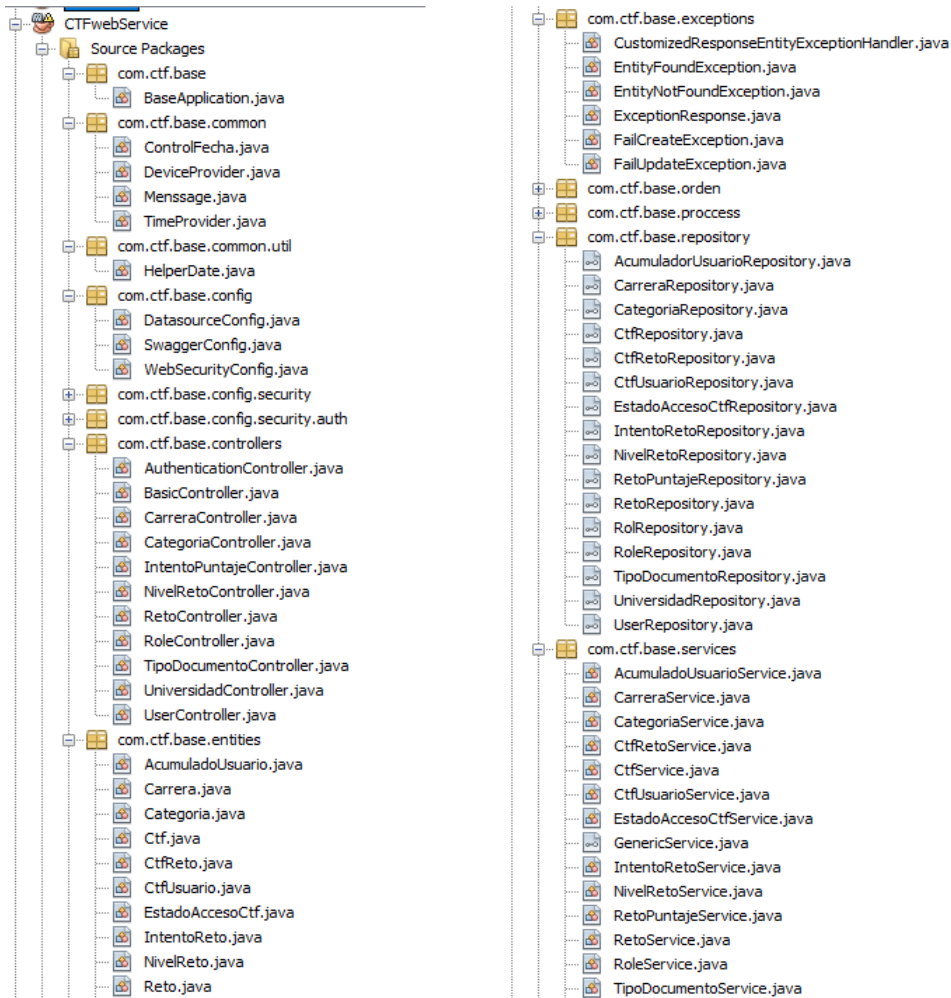 CTFwebService
Source Packages
com.ctf.base
BaseApplication.java
com.ctf.base.common
ControlFecha.java
DeviceProvider.java
Menssage.java
TimeProvider.java
com.ctf.base.common.util
HelperDate.java
com.ctf.base.config
DatasourceConfig.java
SwaggerConfig.java
WebSecurityConfig.java
com.ctf.base.config.security
com.ctf.base.config.security.auth
com.ctf.base.controllers
AuthenticationController.java
BasicController.java
CarreraController.java
CategoriaController.java
IntentoPuntajeController.java
NivelRetoController.java
RetoController.java
RoleController.java
TipoDocumentoController.java
UniversidadController.java
UserController.java
com.ctf.base.entities
AcumuladoUsuario.java
Carrera.java
Categoria.java
Ctf.java
CtfReto.java
CtfUsuario.java
EstadoAccesoCtf.java
IntentoReto.java
NivelReto.java
Reto.java
com.ctf.base.exceptions
CustomizedResponseEntityExceptionHandler.java
EntityFoundException.java
EntityNotFoundException.java
ExceptionResponse.java
FailCreateException.java
FailUpdateException.java
com.ctf.base.orden
com.ctf.base.proccess
com.ctf.base.repository
AcumuladorUsuarioRepository.java
CarreraRepository.java
CategoriaRepository.java
CtfRepository.java
CtfRetoRepository.java
CtfUsuarioRepository.java
EstadoAccesoCtfRepository.java
IntentoRetoRepository.java
NivelRetoRepository.java
RetoPuntajeRepository.java
RetoRepository.java
RolRepository.java
RoleRepository.java
TipoDocumentoRepository.java
UniversidadRepository.java
UserRepository.java
com.ctf.base.services
AcumuladoUsuarioService.java
CarreraService.java
CategoriaService.java
CtfRetoService.java
CtfService.java
CtfUsuarioService.java
EstadoAccesoCtfService.java
GenericService.java
IntentoRetoService.java
NivelRetoService.java
RetoPuntajeService.java
RetoService.java
RoleService.java
TipoDocumentoService.java